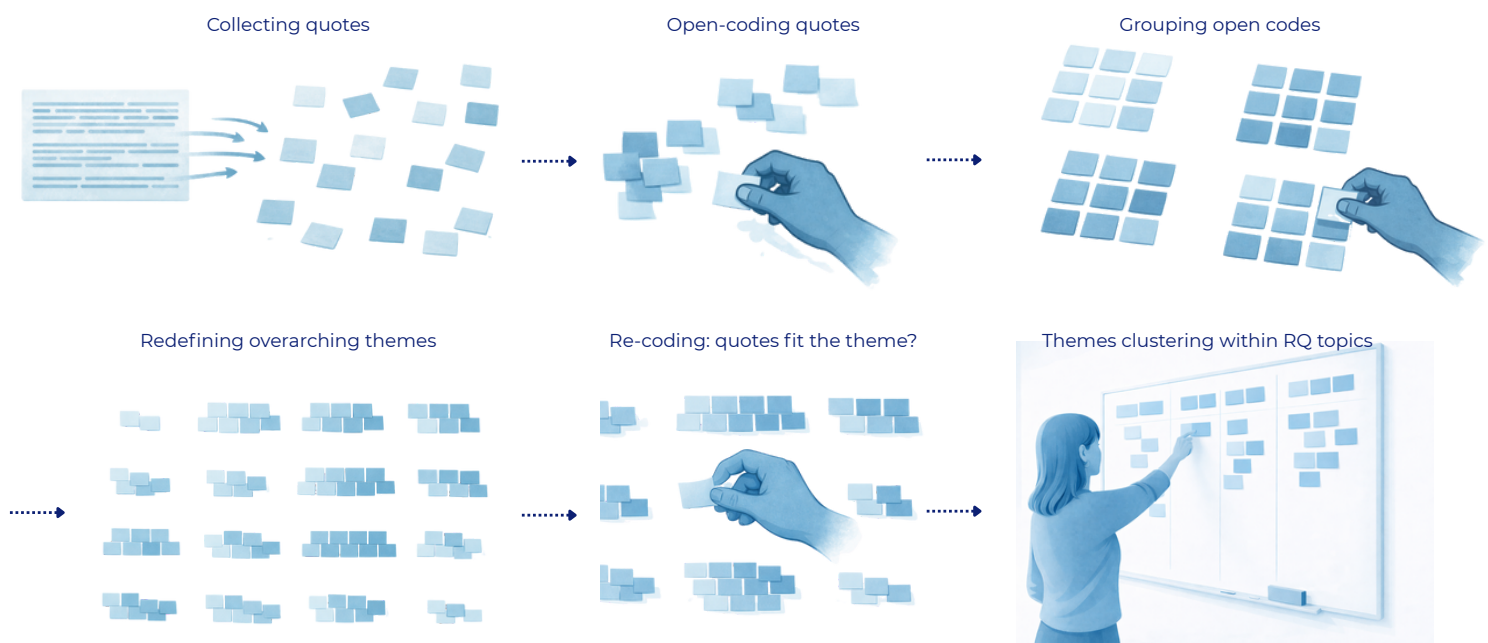 Collecting quotes
Open-coding quotes
Grouping open codes
Redefining overarching themes
Re-coding: quotes fit the theme?
Themes clustering within RQ topics